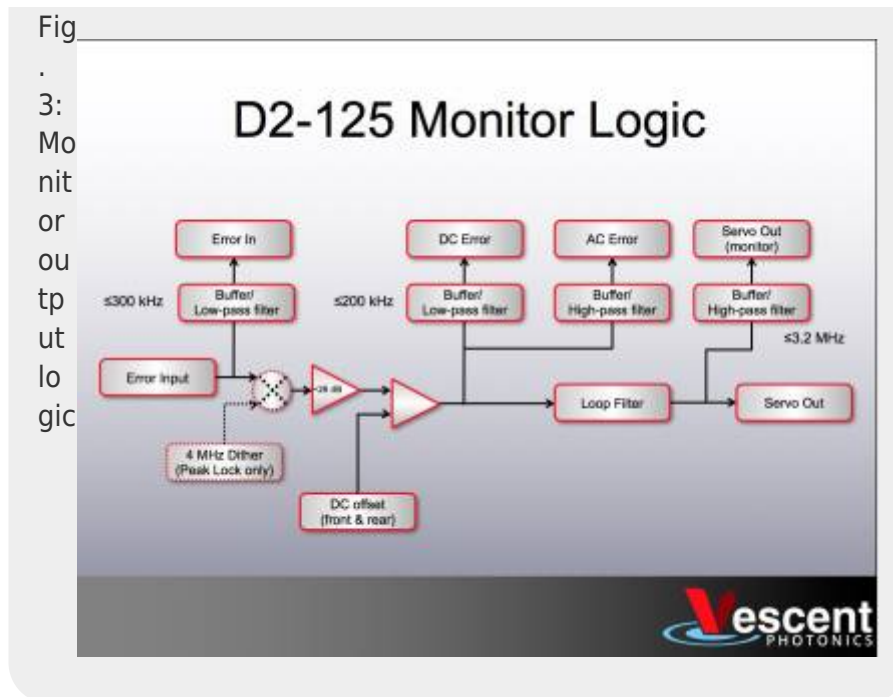 Fig
.
3:
Mo
nit
or
ou
tp
ut
lo
gic
D2-125 Monitor Logic
Error In
DC Error
AC Error
Servo Out
(monitor)
≤300 kHz
Buffer/
Low-pass filter
≤200 kHz
Buffer/
Low-pass filter
Buffer/
High-pass filter
Buffer/
High-pass filter
≤3.2 MHz
Error Input
Loop Filter
Servo Out
4 MHz Dither
(Peak Lock only)
DC offset
(front & rear)
Vescent
PHOTONICS